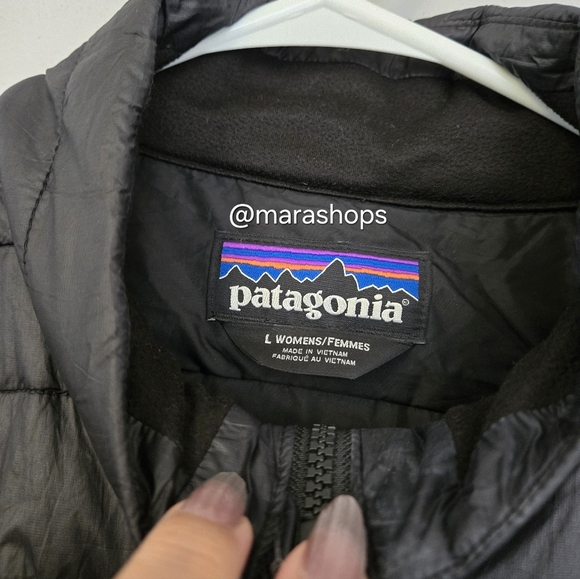 @marashops
patagonia®
L WOMENS/FEMMES
MADE IN VIETNAM
FABRIQUÉ AU VIETNAM